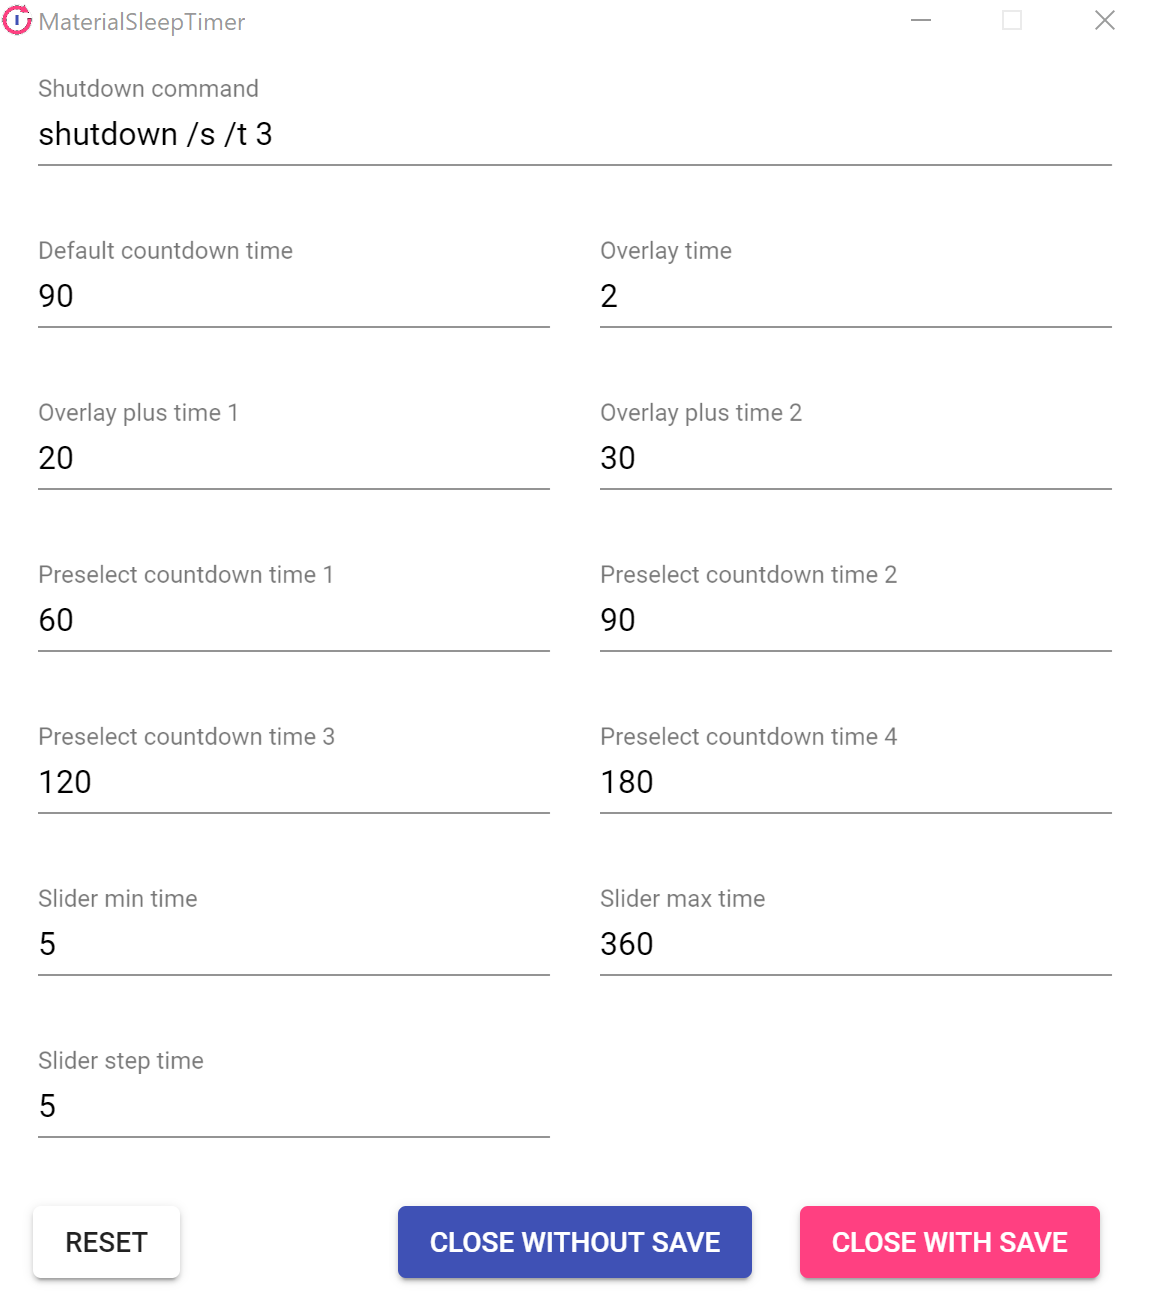 MaterialSleepTimer
Shutdown command
shutdown /s /t 3
Default countdown time
90
Overlay time
2
Overlay plus time 1
20
Overlay plus time 2
30
Preselect countdown time 1
60
Preselect countdown time 2
90
Preselect countdown time 3
120
Preselect countdown time 4
180
Slider min time
5
Slider max time
360
Slider step time
5
RESET
CLOSE WITHOUT SAVE
CLOSE WITH SAVE